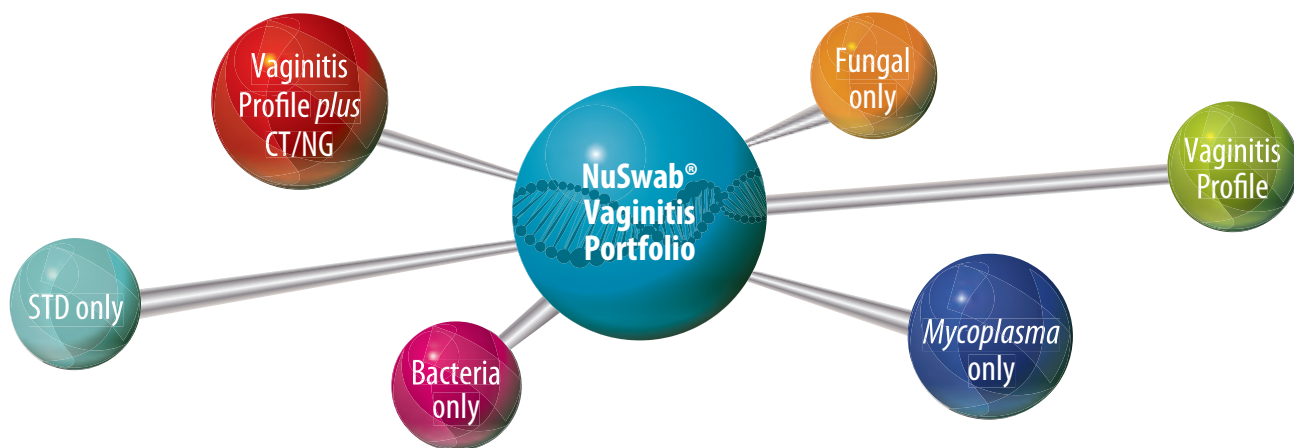 Vaginitis
Profile plus
CT/NG
Fungal
only
NuSwab®
Vaginitis
Portfolio
Vaginitis
Profile
STD only
Bacteria
only
Mycoplasma
only